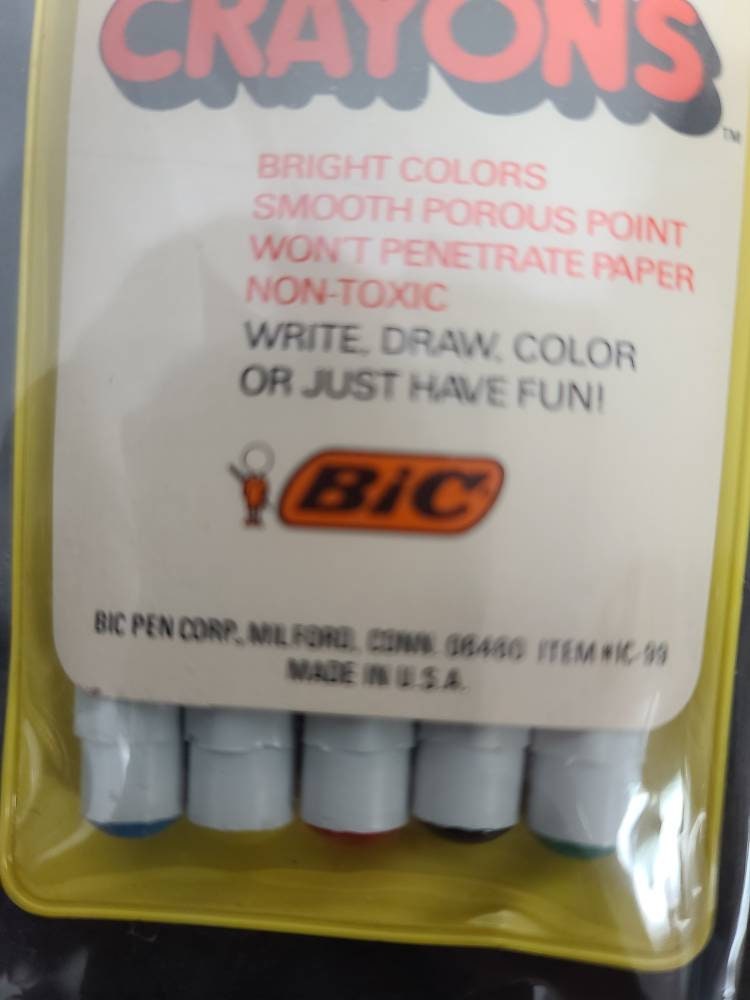 CRAYONS
TM
BRIGHT COLORS
SMOOTH POROUS POINT
WON'T PENETRATE PAPER
NON-TOXIC
WRITE, DRAW, COLOR
OR JUST HAVE FUN!
BiC
BIC PEN CORP., MILFORD, CONN. 06460 ITEM #IC-99
MADE IN U.S.A.